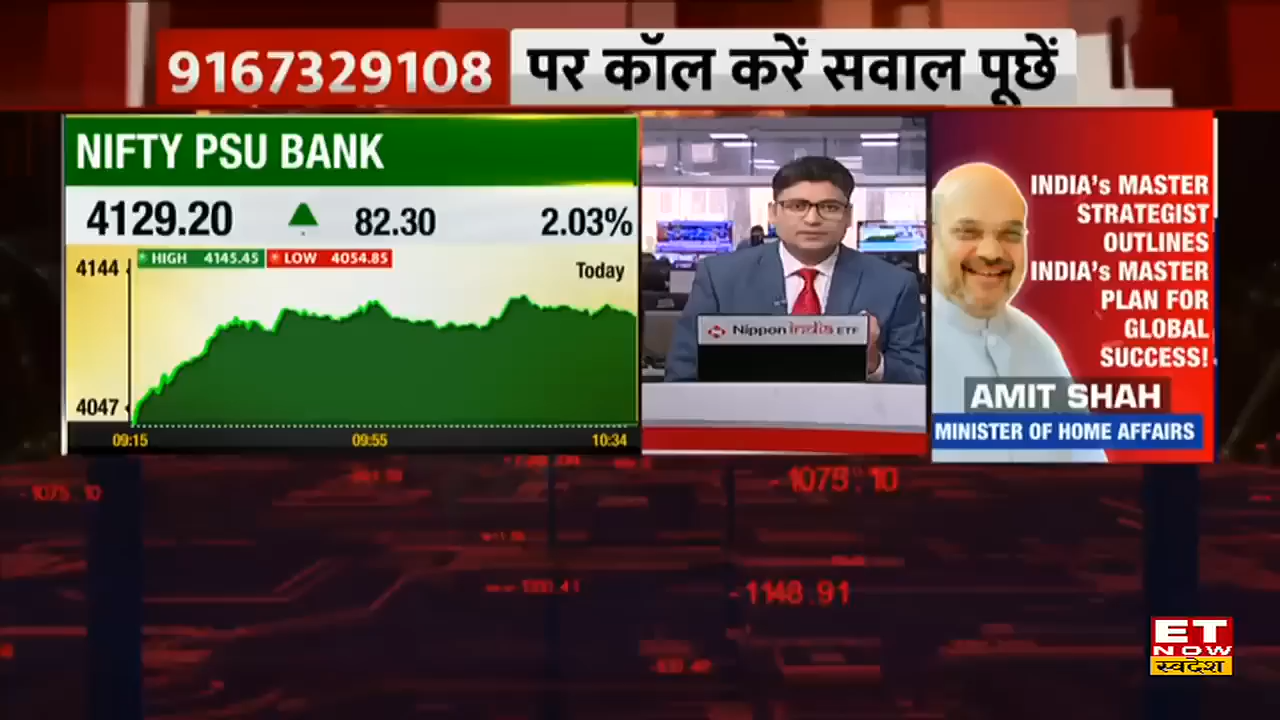 9167329108 पर कॉल करें सवाल पूछें
NIFTY PSU BANK
4129.20 82.30 2.03%
HIGH 4145.45 LOW 4054.85
Today
4144
4047
09:15 09:55 10:34
Nippon india ETF
INDIA's MASTER
STRATEGIST
OUTLINES
INDIA's MASTER
PLAN FOR
GLOBAL
SUCCESS!
AMIT SHAH
MINISTER OF HOME AFFAIRS
-1075.10
-1075:10
-1148.91
ET
NOW
स्वदेश